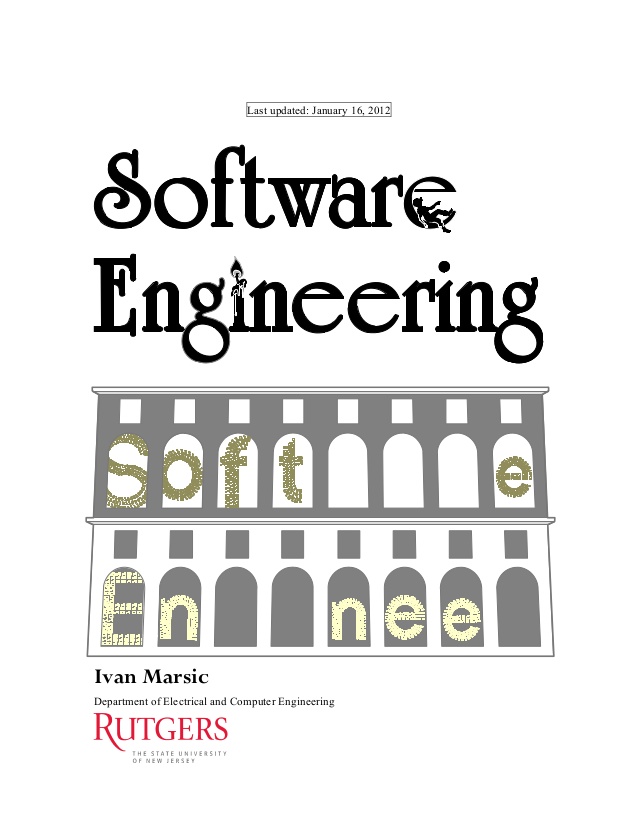 Last updated: January 16, 2012
Software
Engineering
Soft e
En nee
Ivan Marsic
Department of Electrical and Computer Engineering
RUTGERS
THE STATE UNIVERSITY
OF NEW JERSEY